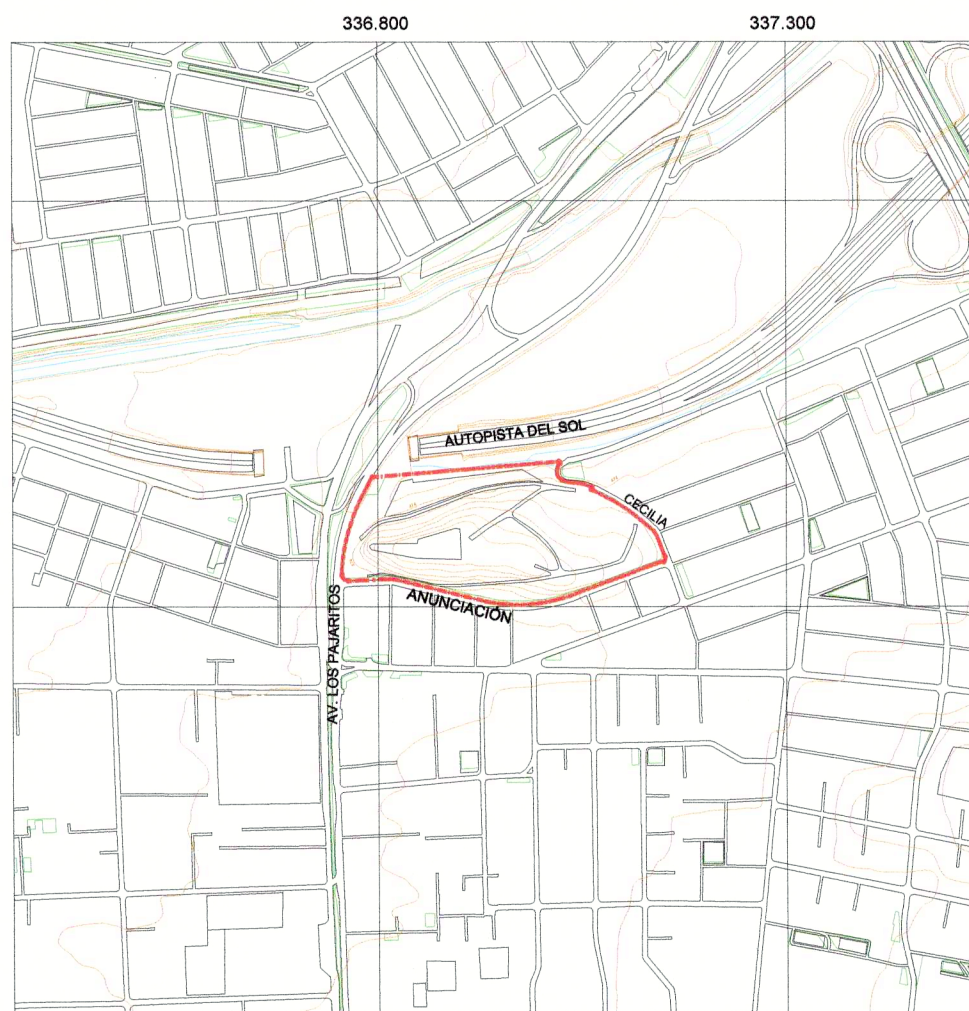 336.800
337.300
AUTOPISTA DEL SOL
CECILIA
ANUNCIACIÓN
AV. LOS PAJARITOS